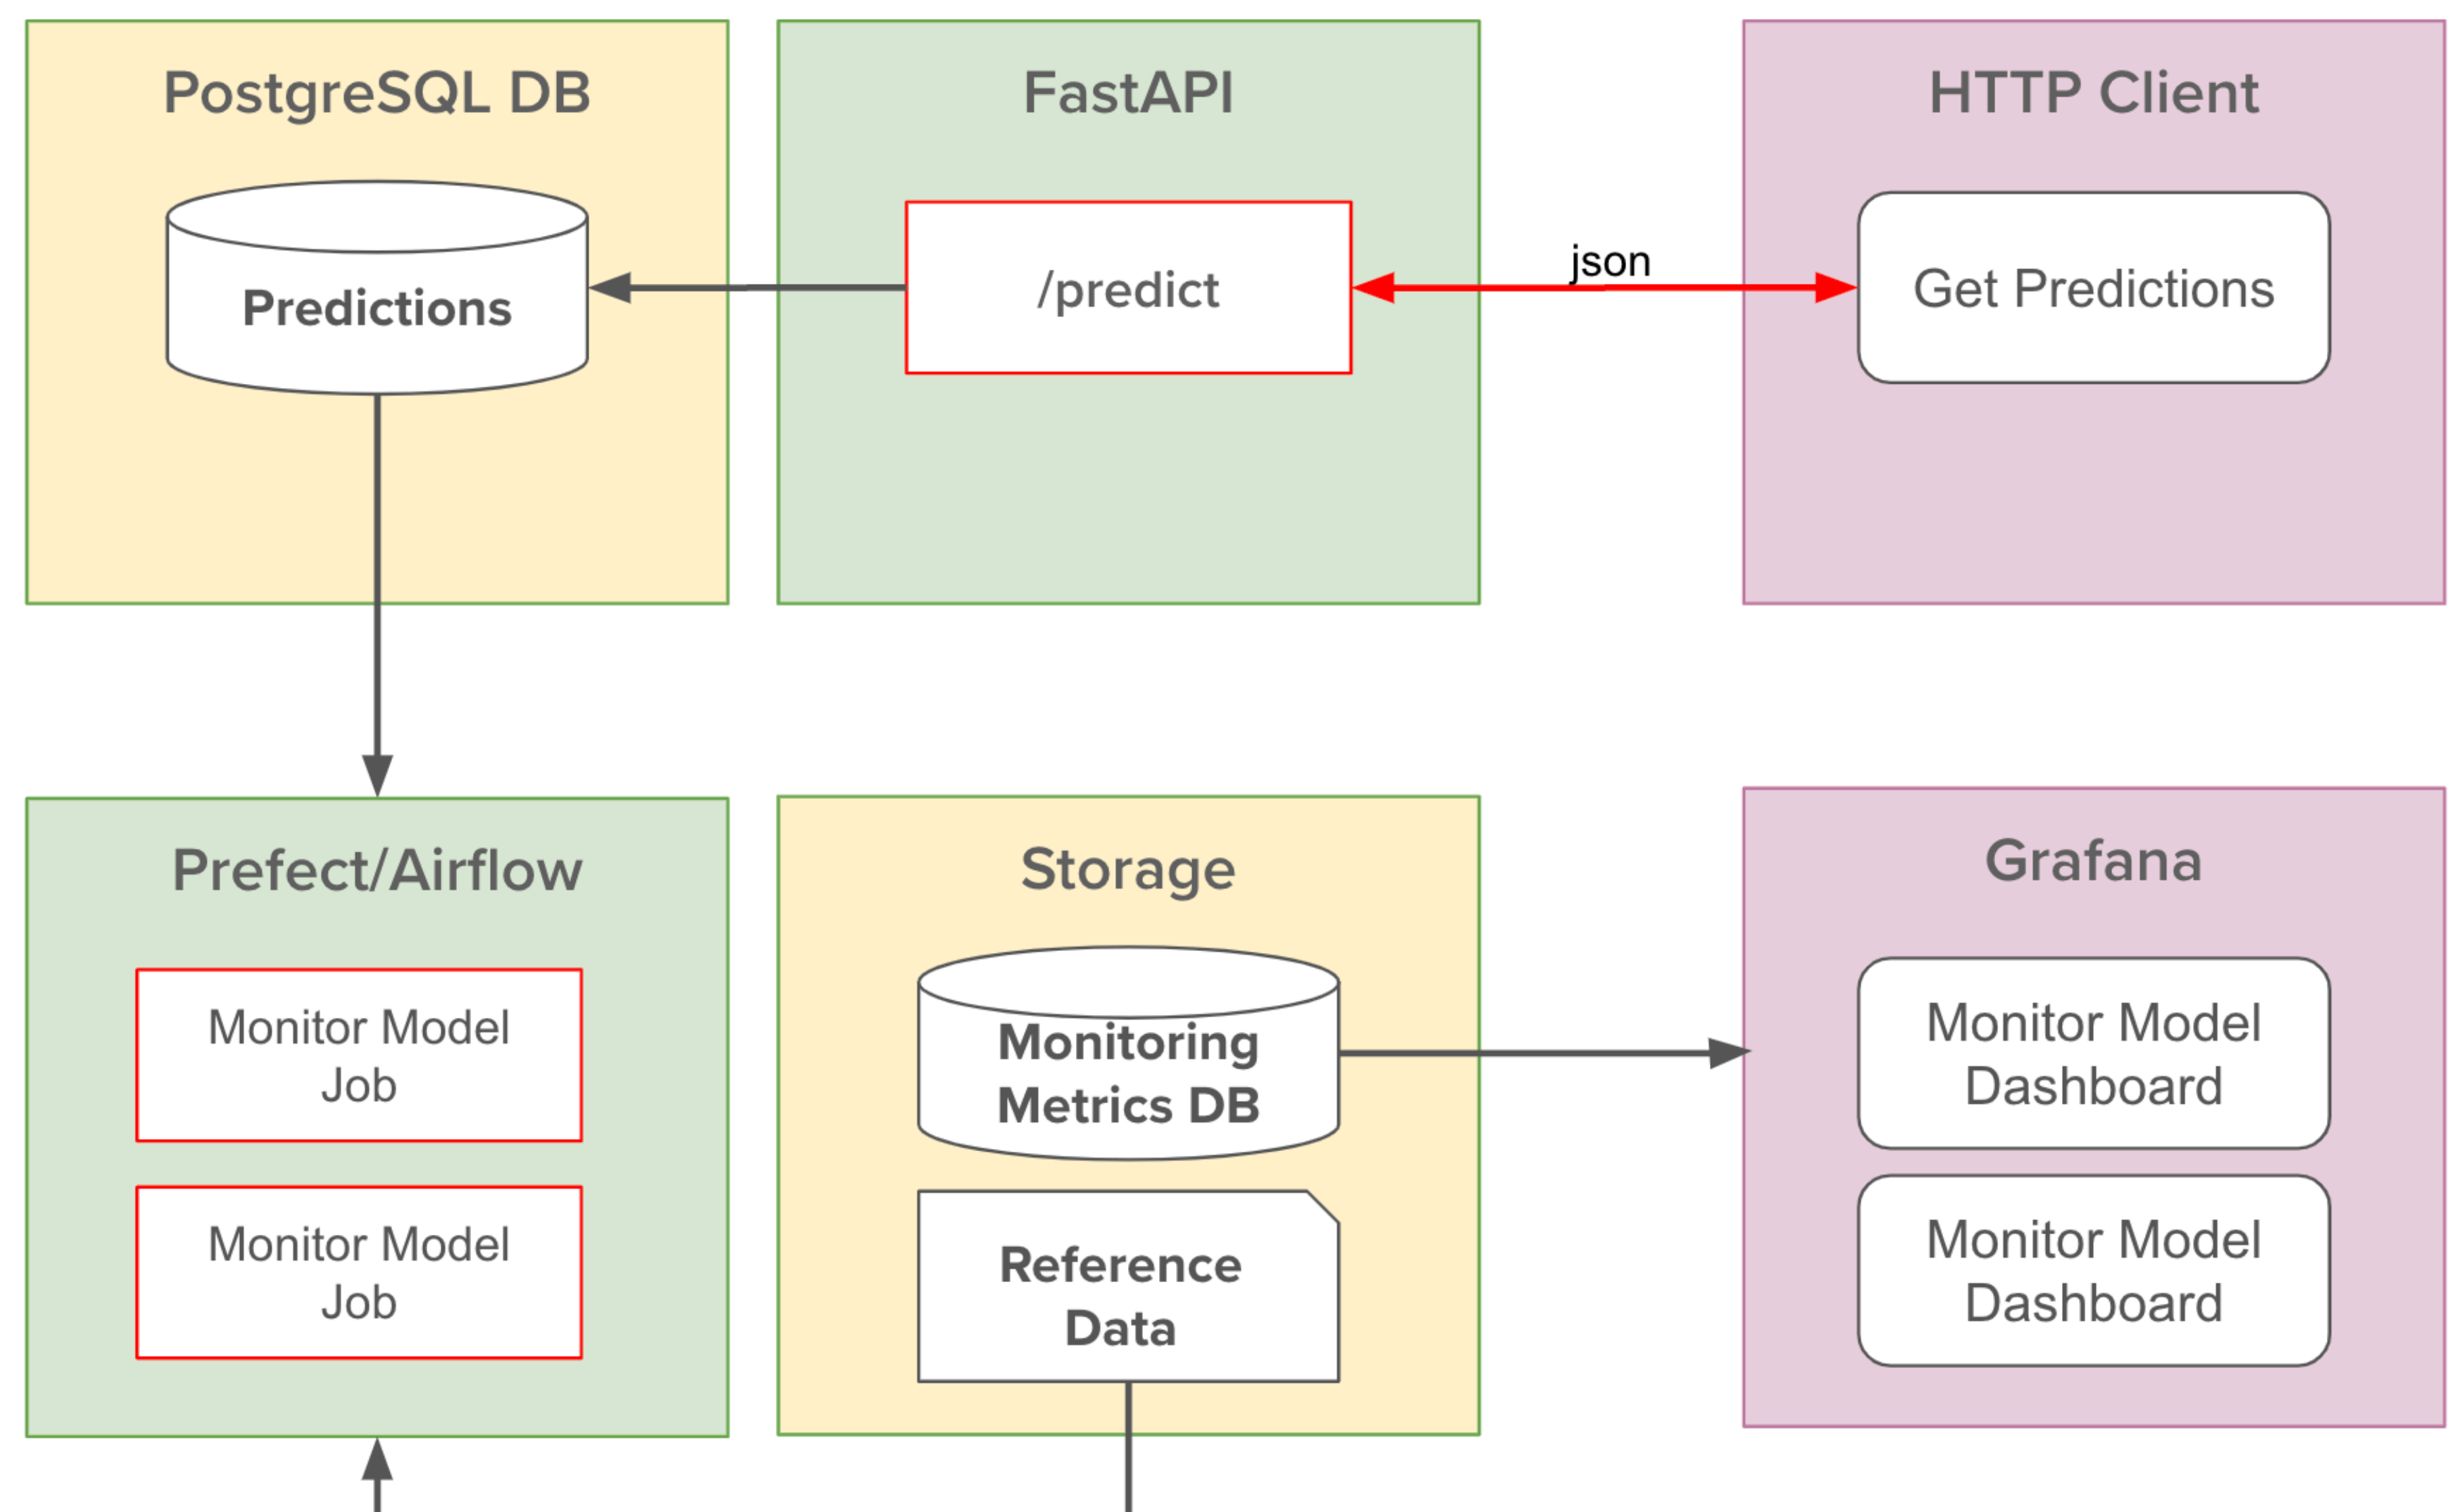 PostgreSQL DB
Predictions
FastAPI
/predict
json
HTTP Client
Get Predictions
Prefect/Airflow
Monitor Model
Job
Monitor Model
Job
Storage
Monitoring
Metrics DB
Reference
Data
Grafana
Monitor Model
Dashboard
Monitor Model
Dashboard